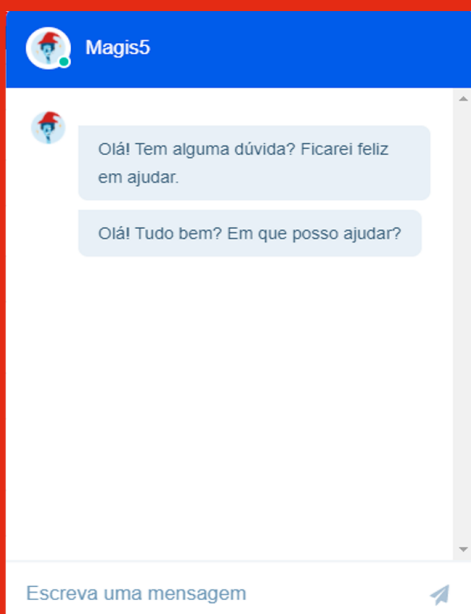 Magis5
Olá! Tem alguma dúvida? Ficarei feliz
em ajudar.
Olá! Tudo bem? Em que posso ajudar?
Escreva uma mensagem